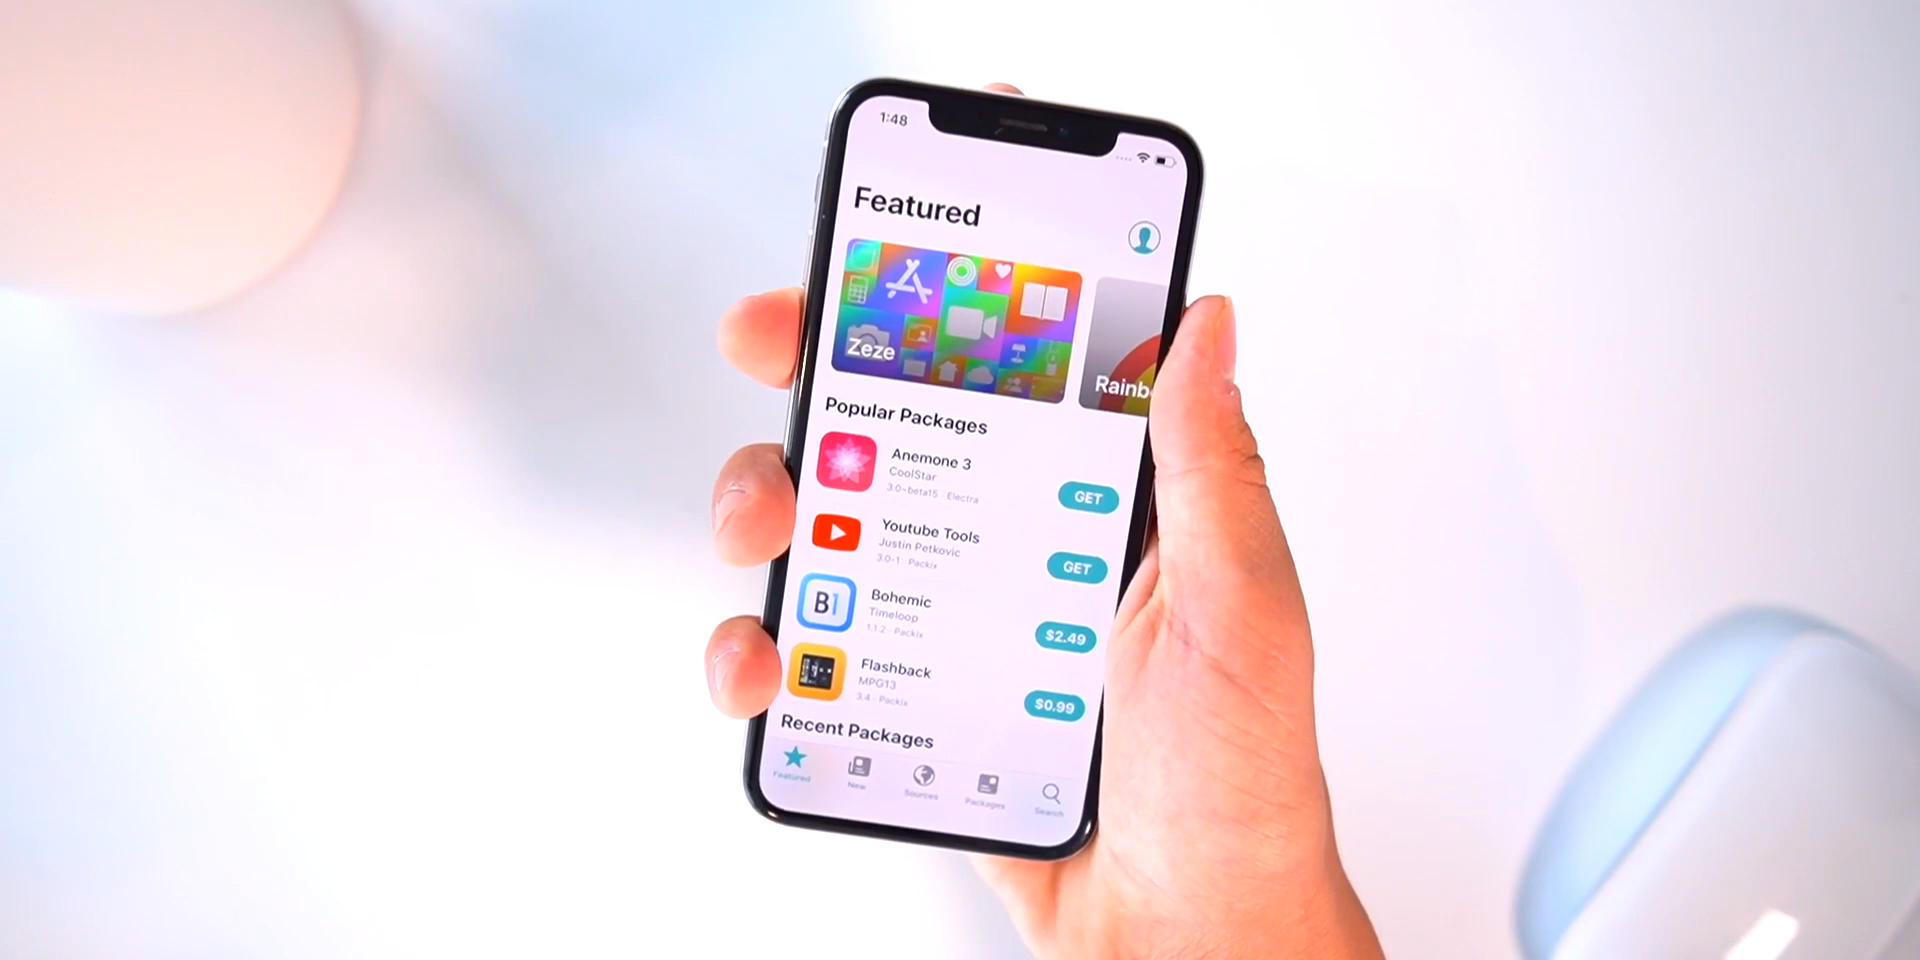 1:48
Featured
Zeze
Rainb
Popular Packages
Anemone 3
CoolStar
3.0~beta15 · Electra
GET
Youtube Tools
Justin Petkovic
3.0-1 · Packix
GET
B1
Bohemic
Timeloop
1.1.2 · Packix
$2.49
Flashback
MPG13
3.4 · Packix
$0.99
Recent Packages
Featured
New
Sources
Packages
Search